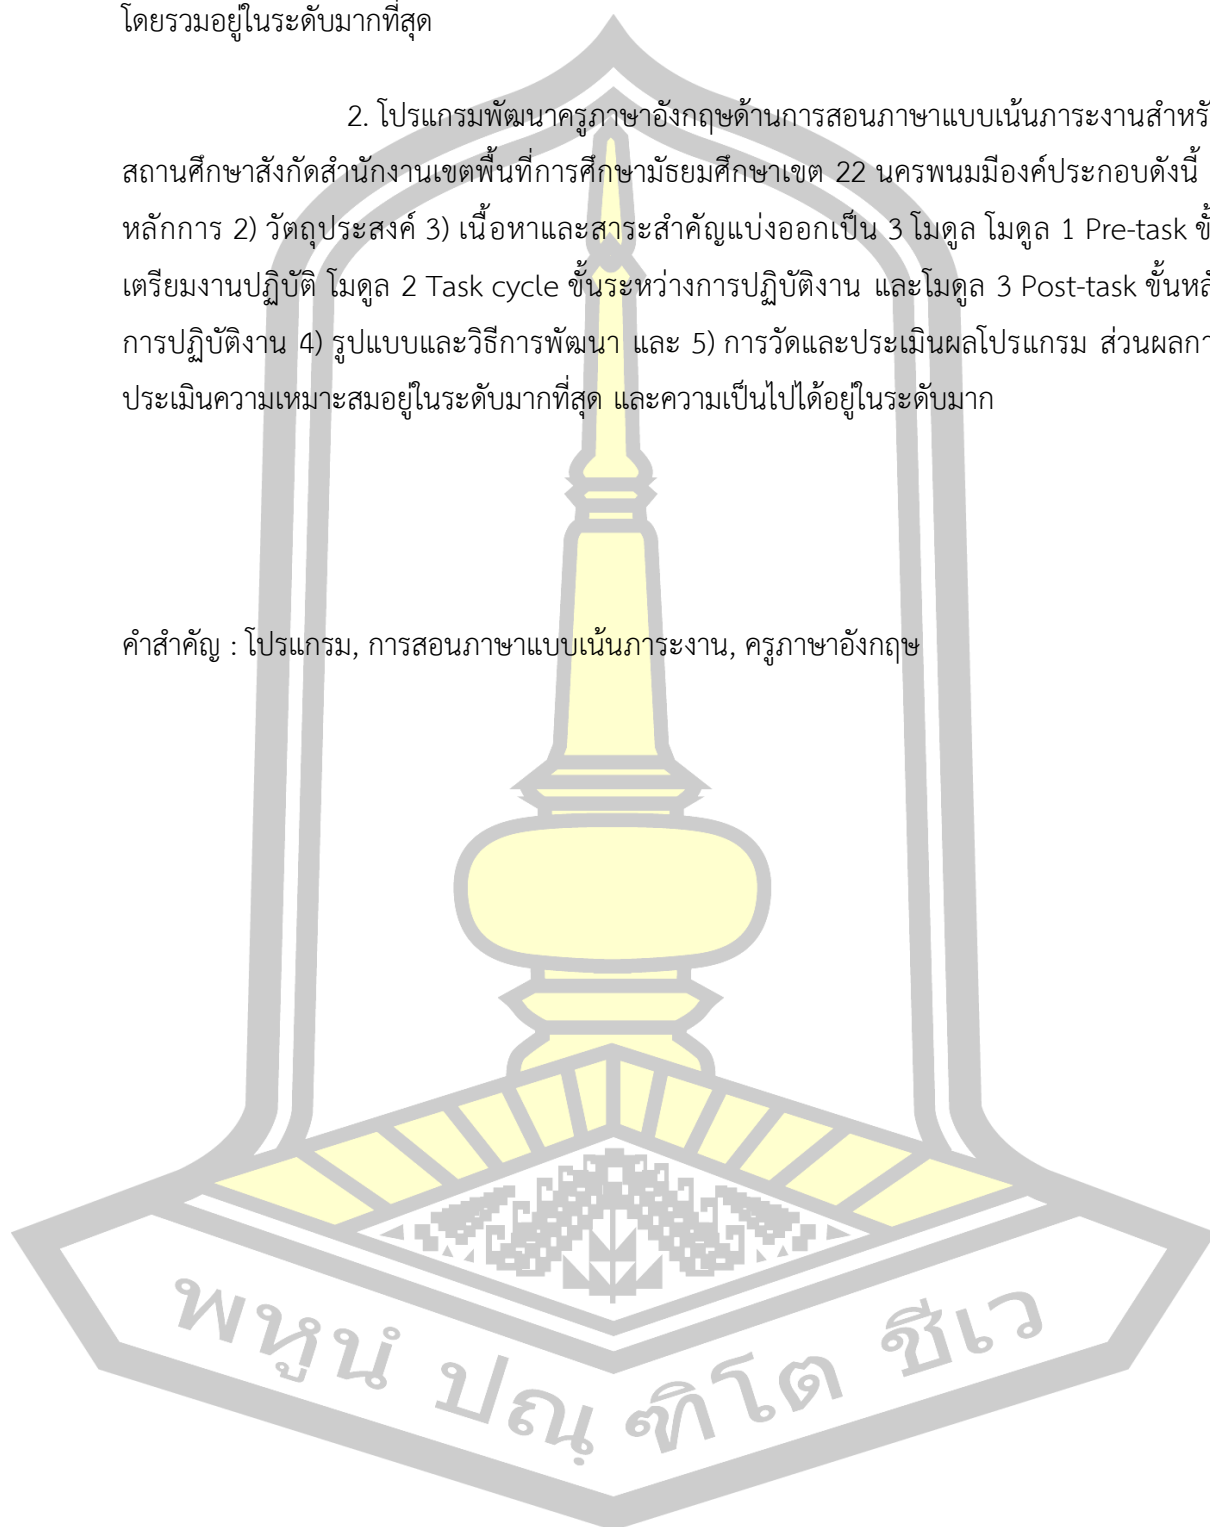 โดยรวมอยู่ในระดับมากที่สุด
2. โปรแกรมพัฒนาครูภาษาอังกฤษด้านการสอนภาษาแบบเน้นภาระงานสำหรั
สถานศึกษาสังกัดสำนักงานเขตพื้นที่การศึกษามัธยมศึกษาเขต 22 นครพนมมีองค์ประกอบดังนี้
หลักการ 2) วัตถุประสงค์ 3) เนื้อหาและสาระสำคัญแบ่งออกเป็น 3 โมดูล โมดูล 1 Pre-task ขั้
เตรียมงานปฏิบัติ โมดูล 2 Task cycle ขั้นระหว่างการปฏิบัติงาน และโมดูล 3 Post-task ขั้นหลั
การปฏิบัติงาน 4) รูปแบบและวิธีการพัฒนา และ 5) การวัดและประเมินผลโปรแกรม ส่วนผลกา
ประเมินความเหมาะสมอยู่ในระดับมากที่สุด และความเป็นไปได้อยู่ในระดับมาก
คำสำคัญ : โปรแกรม, การสอนภาษาแบบเน้นภาระงาน, ครูภาษาอังกฤษ
พหูนํ ปณฺฑิโต ชีเว